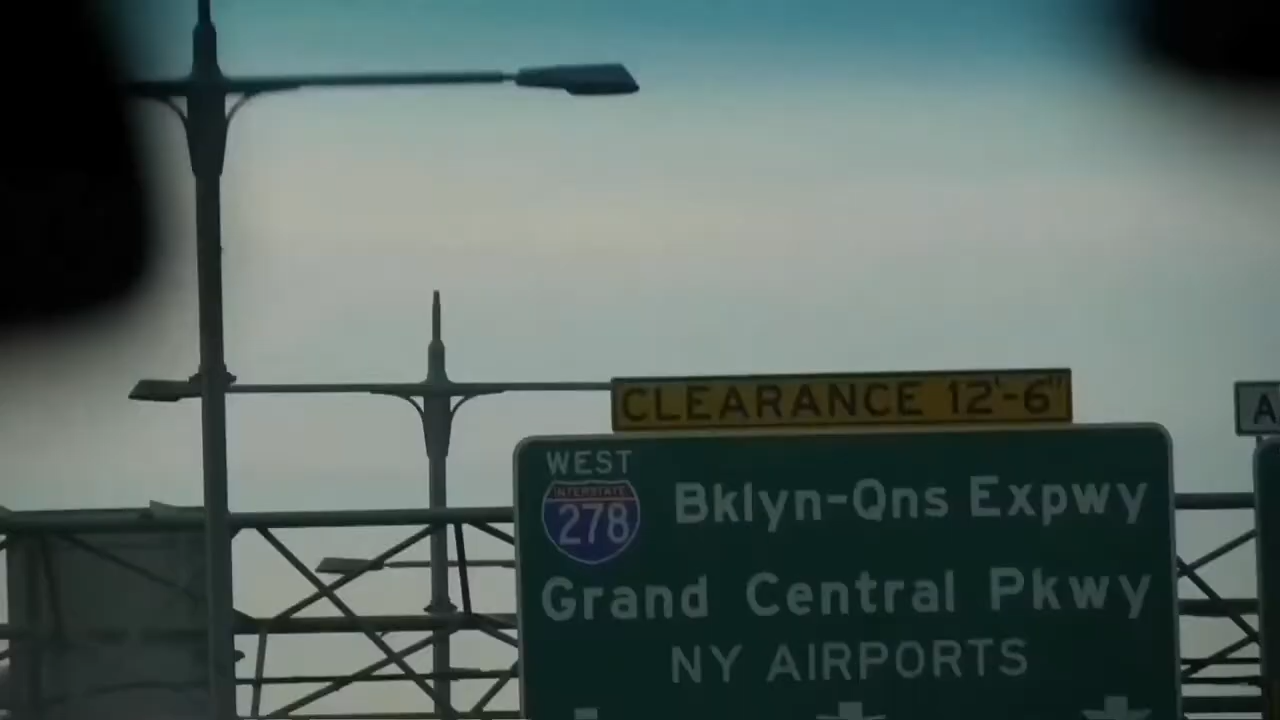 CLEARANCE 12'-6"
WEST
INTERSTATE
278
Bklyn-Qns Expwy
Grand Central Pkwy
NY AIRPORTS
A